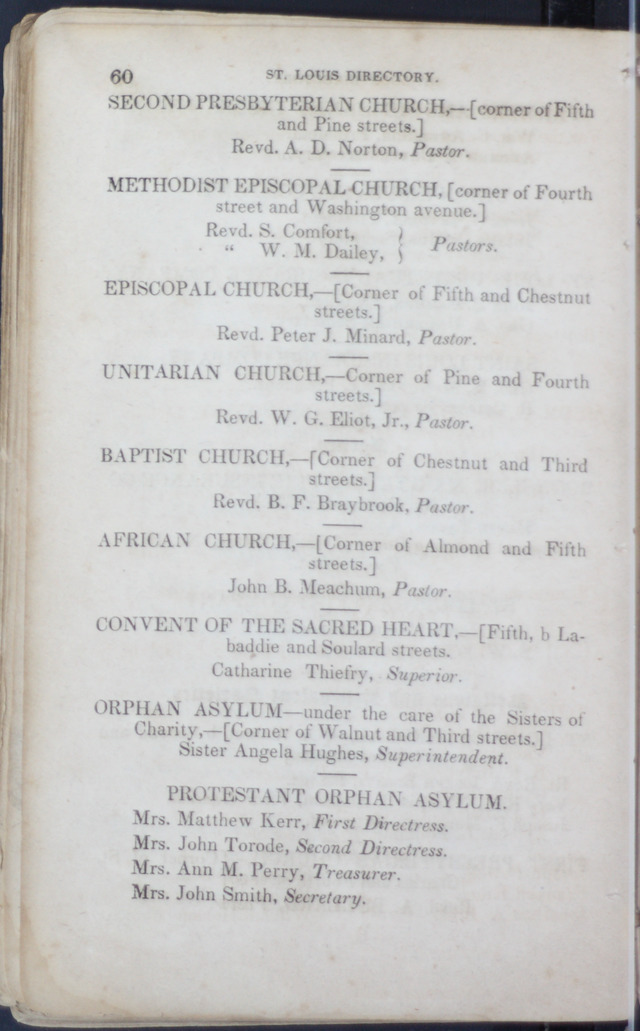 60 ST. LOUIS DIRECTORY.
SECOND PRESBYTERIAN CHURCH,—[corner of Fifth
and Pine streets.]
Revd. A. D. Norton, Pastor.
METHODIST EPISCOPAL CHURCH, [corner of Fourth
street and Washington avenue.]
Revd. S. Comfort, }
" W. M. Dailey, } Pastors.
EPISCOPAL CHURCH,—[Corner of Fifth and Chestnut
streets.]
Revd. Peter J. Minard, Pastor.
UNITARIAN CHURCH,—Corner of Pine and Fourth
streets.]
Revd. W. G. Eliot, Jr., Pastor.
BAPTIST CHURCH,—[Corner of Chestnut and Third
streets.]
Revd. B. F. Braybrook, Pastor.
AFRICAN CHURCH,—[Corner of Almond and Fifth
streets.]
John B. Meachum, Pastor.
CONVENT OF THE SACRED HEART,—[Fifth, b La-
baddie and Soulard streets.
Catharine Thiefry, Superior.
ORPHAN ASYLUM—under the care of the Sisters of
Charity,—[Corner of Walnut and Third streets.]
Sister Angela Hughes, Superintendent.
PROTESTANT ORPHAN ASYLUM.
Mrs. Matthew Kerr, First Directress.
Mrs. John Torode, Second Directress.
Mrs. Ann M. Perry, Treasurer.
Mrs. John Smith, Secretary.